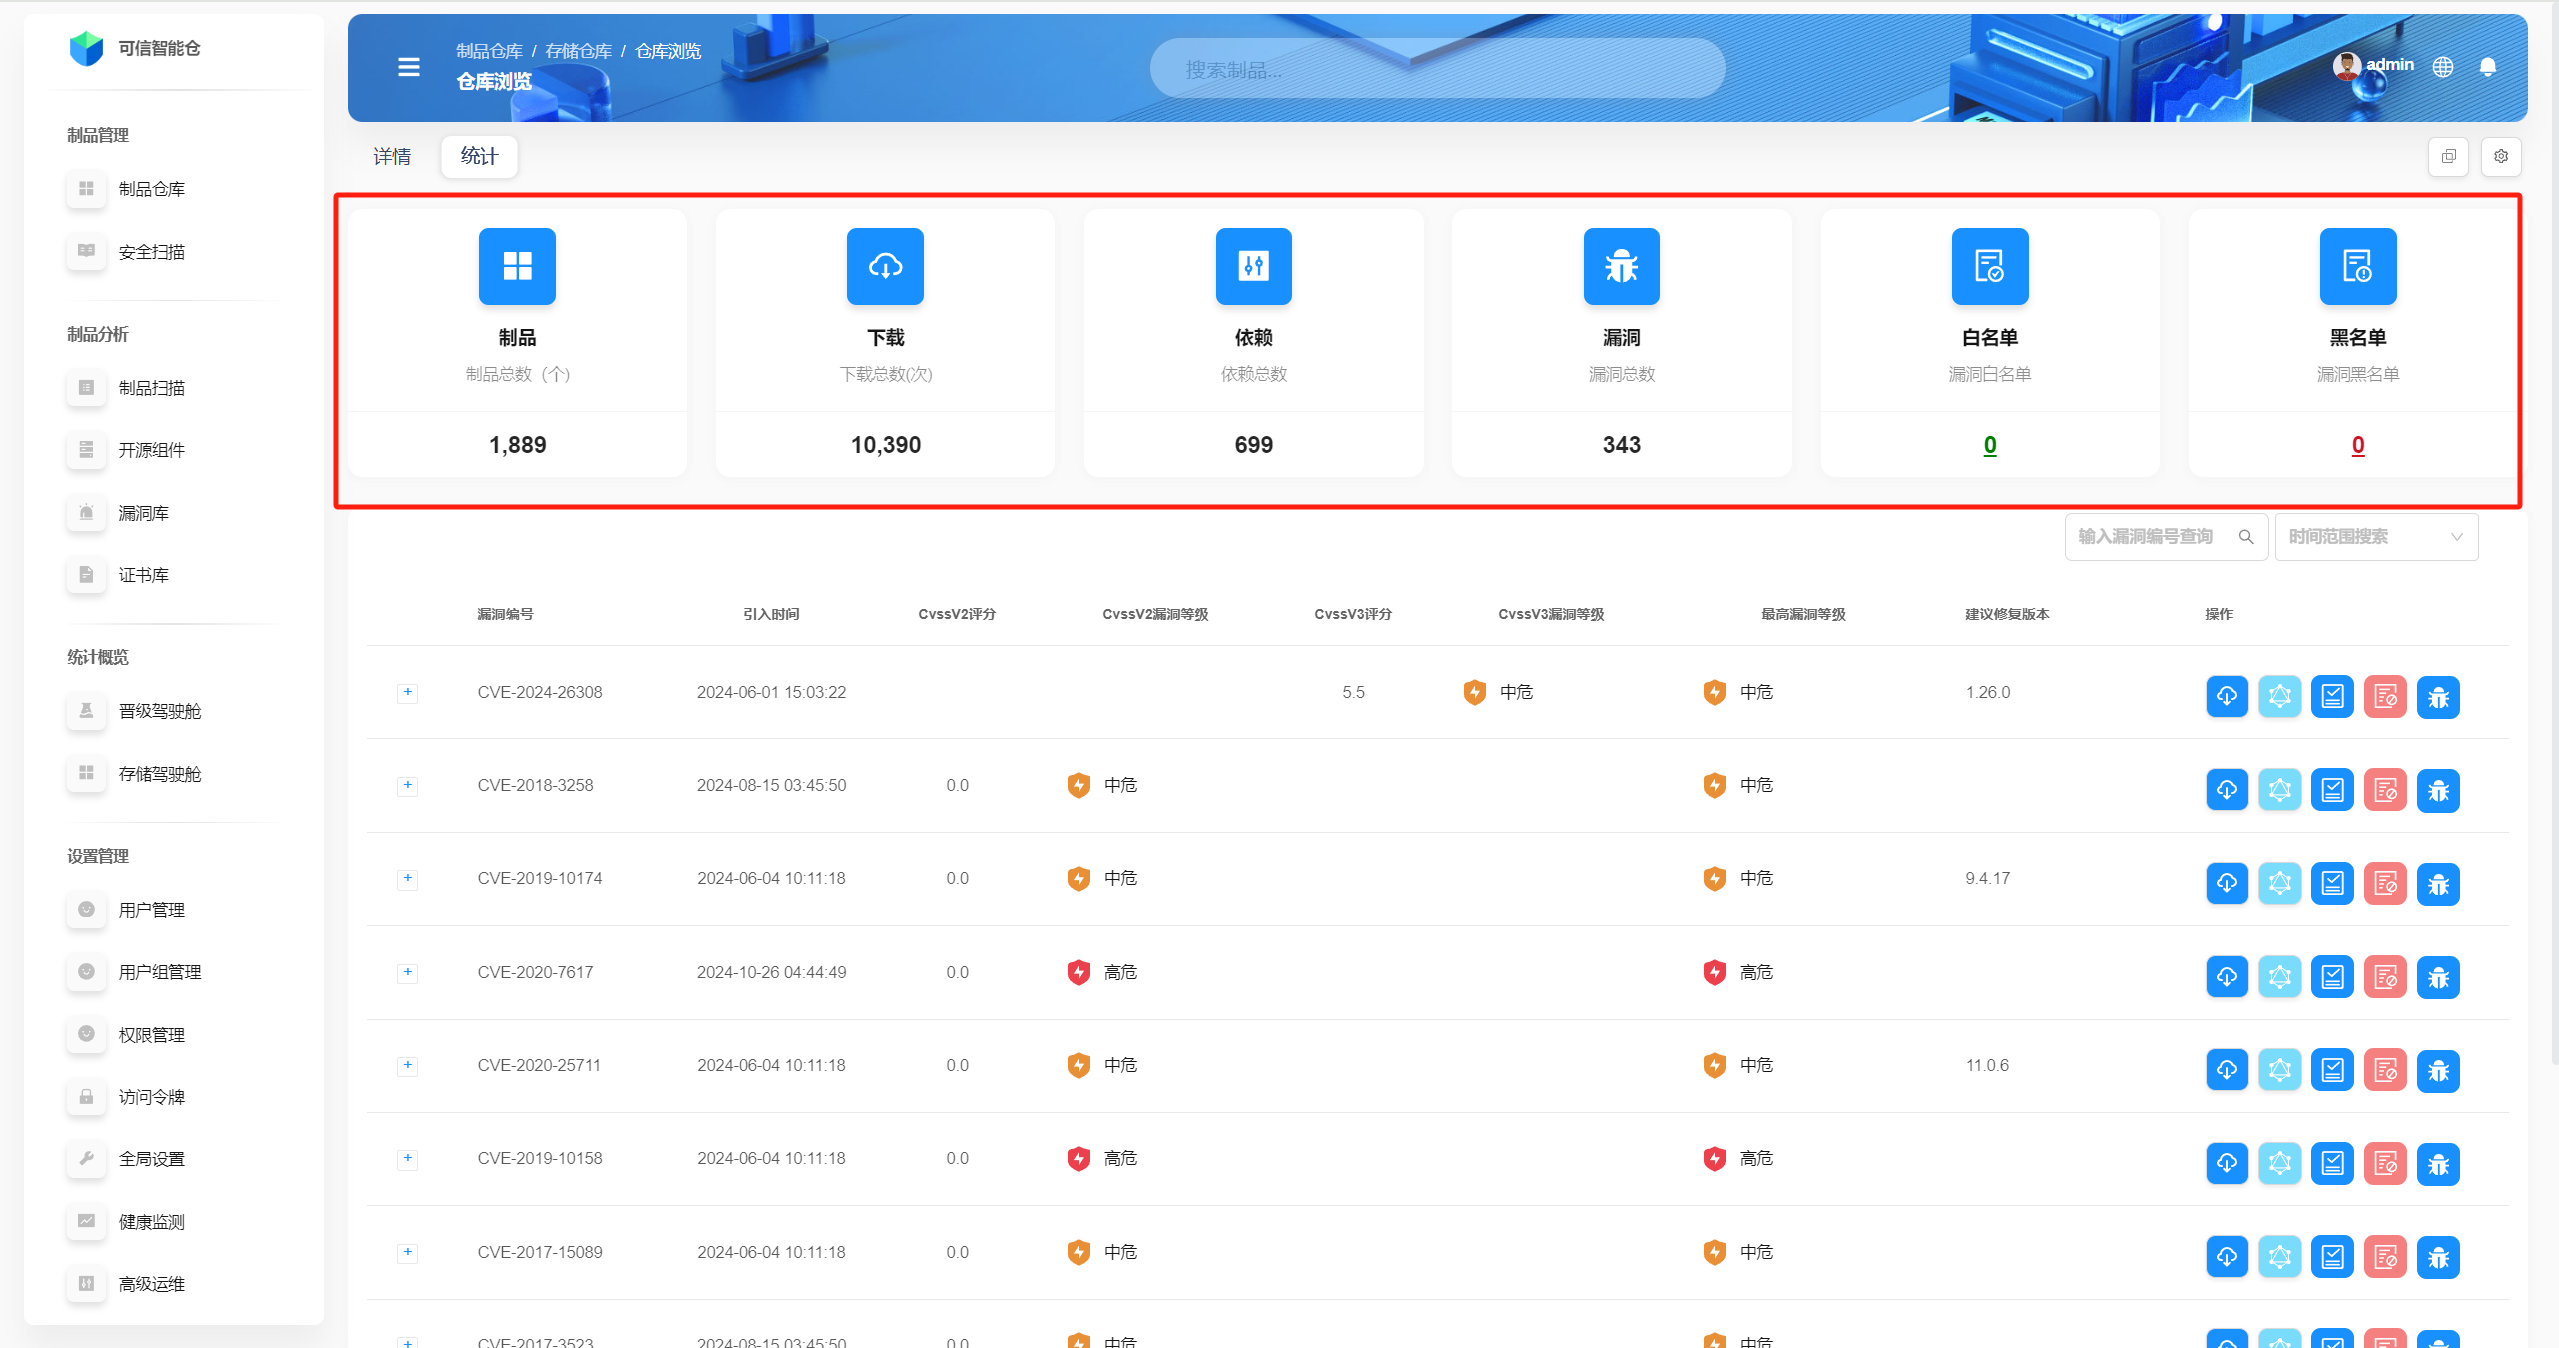 可信智能仓
制品管理
制品仓库
安全扫描
制品分析
制品扫描
开源组件
漏洞库
证书库
统计概览
晋级驾驶舱
存储驾驶舱
设置管理
用户管理
用户组管理
权限管理
访问令牌
全局设置
健康监测
高级运维
制品仓库 / 存储仓库 / 仓库浏览
仓库浏览
搜索制品...
admin
详情 统计
制品 下载 依赖 漏洞 白名单 黑名单
制品总数（个） 下载总数(次) 依赖总数 漏洞总数 漏洞白名单 漏洞黑名单
1,889 10,390 699 343 0 0
输入漏洞编号查询 时间范围搜索
漏洞编号 引入时间 CvssV2评分 CvssV2漏洞等级 CvssV3评分 CvssV3漏洞等级 最高漏洞等级 建议修复版本 操作
+ CVE-2024-26308 2024-06-01 15:03:22 5.5 中危 中危 1.26.0
+ CVE-2018-3258 2024-08-15 03:45:50 0.0 中危 中危
+ CVE-2019-10174 2024-06-04 10:11:18 0.0 中危 中危 9.4.17
+ CVE-2020-7617 2024-10-26 04:44:49 0.0 高危 高危
+ CVE-2020-25711 2024-06-04 10:11:18 0.0 中危 中危 11.0.6
+ CVE-2019-10158 2024-06-04 10:11:18 0.0 高危 高危
+ CVE-2017-15089 2024-06-04 10:11:18 0.0 中危 中危
+ CVE-2017-3523 2024-08-15 03:45:50 0.0 中危 中危